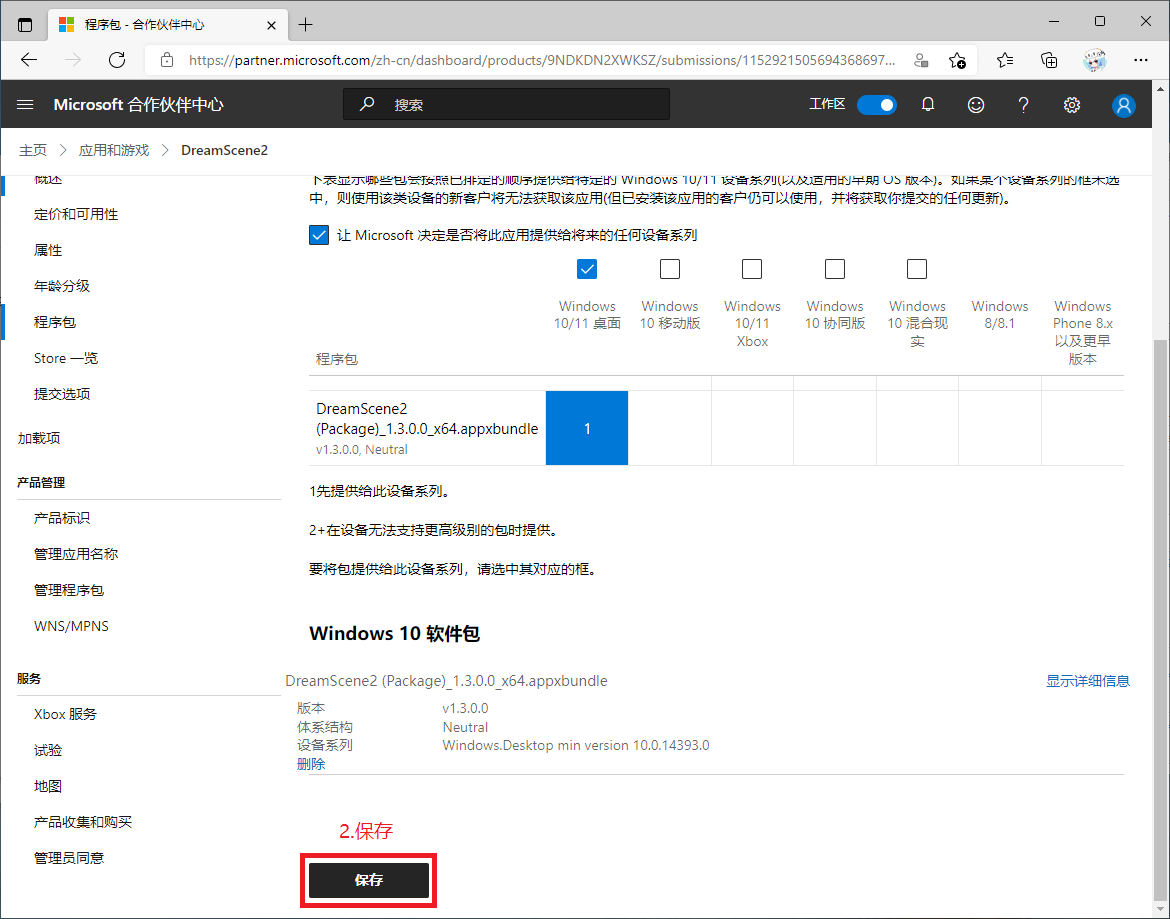 程序包 - 合作伙伴中心
https://partner.microsoft.com/zh-cn/dashboard/products/9NDKDN2XWKSZ/submissions/1152921505694368697...
Microsoft 合作伙伴中心
搜索
工作区
主页
应用和游戏
DreamScene2
概述
定价和可用性
属性
年龄分级
程序包
Store 一览
提交选项
加载项
产品管理
产品标识
管理应用名称
管理程序包
WNS/MPNS
服务
Xbox 服务
试验
地图
产品收集和购买
管理员同意
下表显示哪些包会按照已排定的顺序提供给特定的 Windows 10/11 设备系列(以及适用的早期 OS 版本)。如果某个设备系列的框未选
中，则使用该类设备的新客户将无法获取该应用(但已安装该应用的客户仍可以使用，并将获取你提交的任何更新)。
让 Microsoft 决定是否将此应用提供给将来的任何设备系列
程序包
Windows
10/11 桌面
Windows
10 移动版
Windows
10/11
Xbox
Windows
10 协同版
Windows
10 混合现
实
Windows
8/8.1
Windows
Phone 8.x
以及更早
版本
DreamScene2
(Package)_1.3.0.0_x64.appxbundle
v1.3.0.0, Neutral
1
1先提供给此设备系列。
2+在设备无法支持更高级别的包时提供。
要将包提供给此设备系列，请选中其对应的框。
Windows 10 软件包
DreamScene2 (Package)_1.3.0.0_x64.appxbundle
显示详细信息
版本 v1.3.0.0
体系结构 Neutral
设备系列 Windows.Desktop min version 10.0.14393.0
删除
2.保存
保存